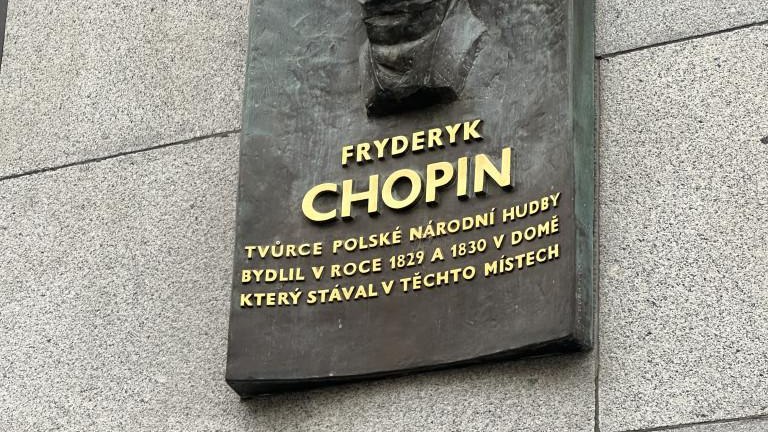 FRYDERYK
CHOPIN
TVŮRCE POLSKÉ NÁRODNÍ HUDBY
BYDLIL V ROCE 1829 A 1830 V DOMĚ
KTERÝ STÁVAL V TĚCHTO MÍSTECH